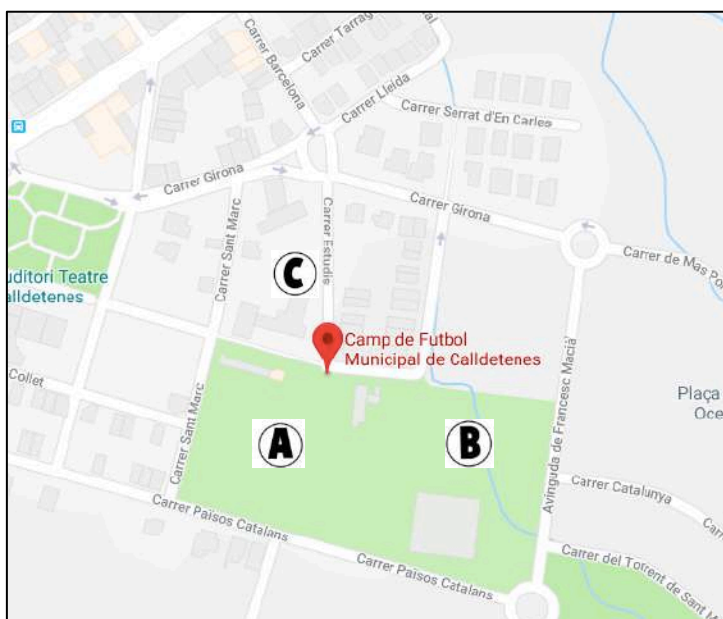 Carrer Tarrag
Carrer Barcelona
Carrer Lleida
Carrer Serrat d'En Carles
Carrer Girona
Carrer Girona
Carrer de Mas Por
Carrer Sant Marc
Carrer Estudis
C
uditori Teatre
alldetenes
Camp de Futbol
Municipal de Calldetenes
Collet
Carrer Sant Marc
A
B
Avinguda de Francesc Macià
Plaça
Oce
Carrer Catalunya
Carrer Països Catalans
Carrer Països Catalans
Carrer del Torrent de Sant M